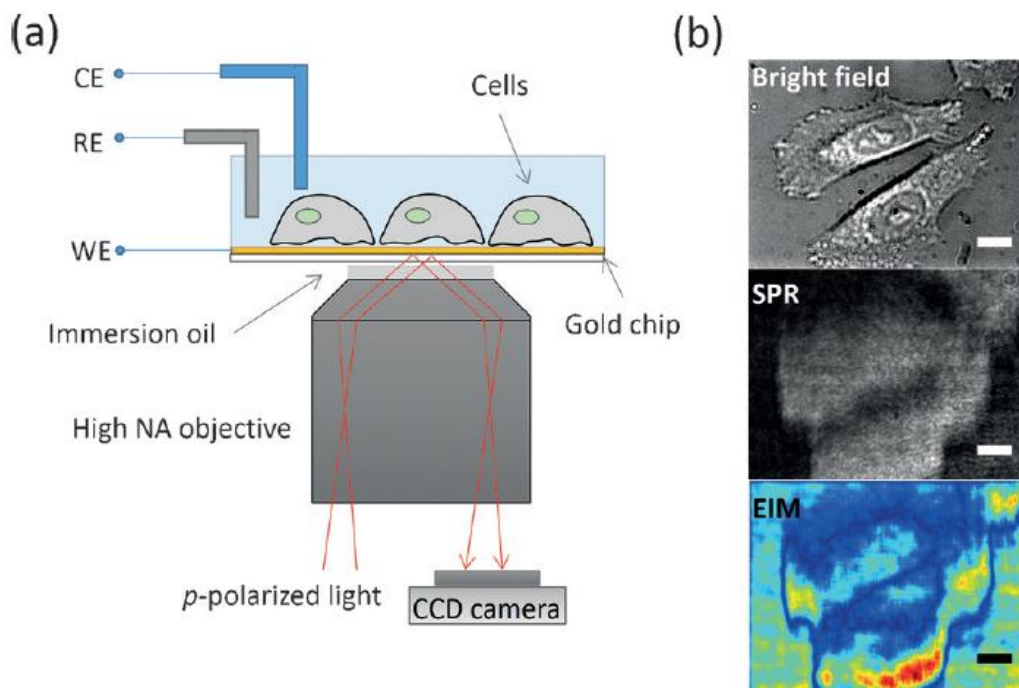 (a)
CE
RE
WE
Cells
Immersion oil
Gold chip
High NA objective
p-polarized light
CCD camera
(b)
Bright field
SPR
EIM